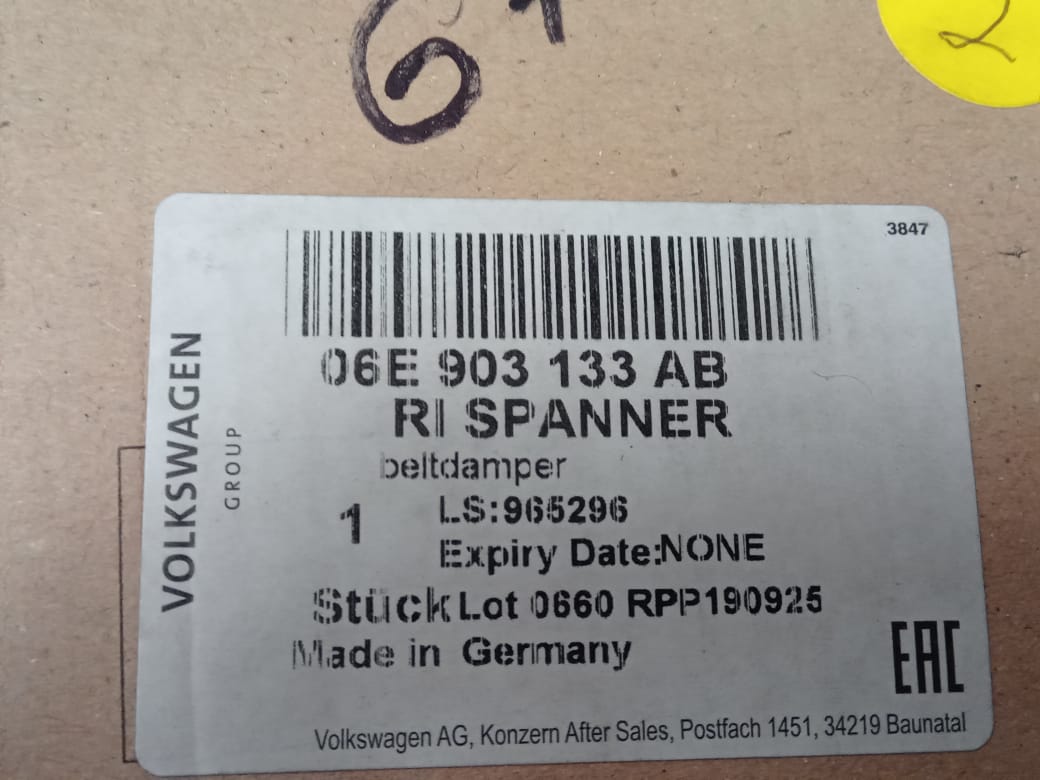 2
3847
VOLKSWAGEN
GROUP
06E 903 133 AB
RI SPANNER
beltdamper
1 LS:965296
Expiry Date:NONE
Stück Lot 0660 RPP190925
Made in Germany
EAC
Volkswagen AG, Konzern After Sales, Postfach 1451, 34219 Baunatal